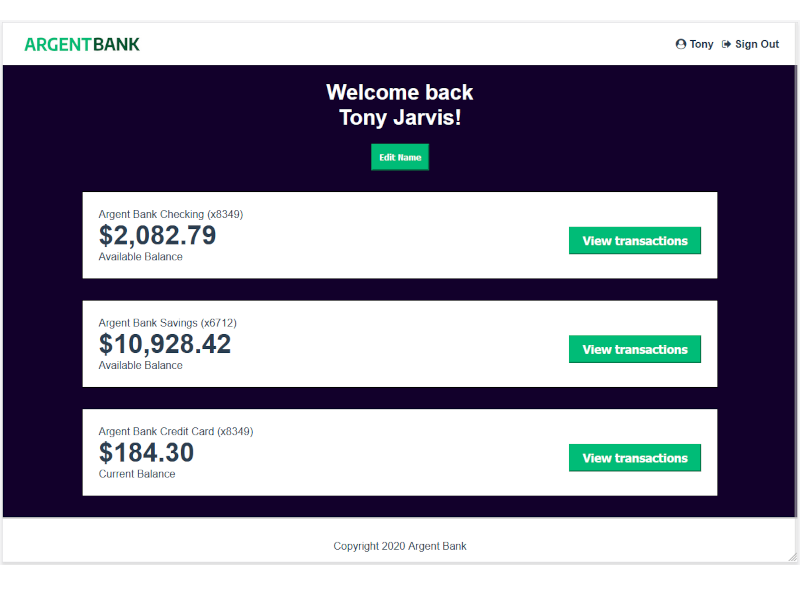 ARGENTBANK
Tony Sign Out
Welcome back
Tony Jarvis!
Edit Name
Argent Bank Checking (x8349)
$2,082.79
Available Balance
View transactions
Argent Bank Savings (x6712)
$10,928.42
Available Balance
View transactions
Argent Bank Credit Card (x8349)
$184.30
Current Balance
View transactions
Copyright 2020 Argent Bank